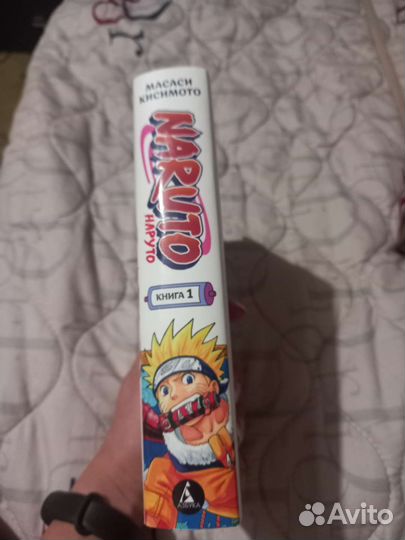 МАСАСИ
КИСИМОТО
NARUTO
НАРУТО
КНИГА 1
АЗБУКА
Avito